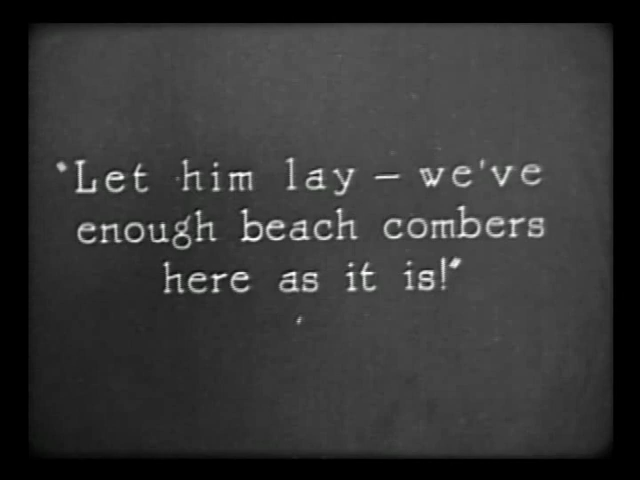 "Let him lay — we've
enough beach combers
here as it is!"